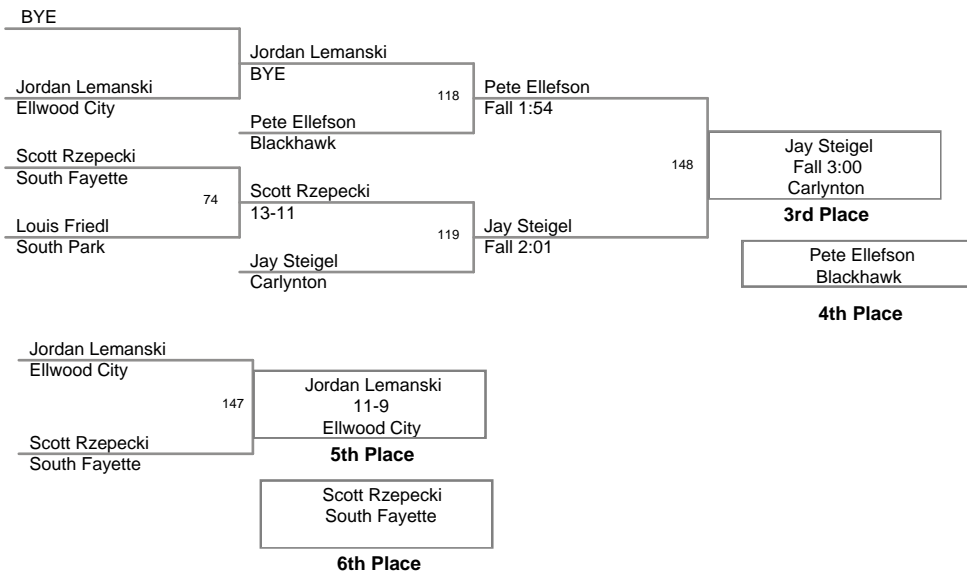 BYE
Jordan Lemanski
BYE
Jordan Lemanski
Ellwood City
118
Pete Ellefson
Fall 1:54
Pete Ellefson
Blackhawk
Scott Rzepecki
South Fayette
148
Jay Steigel
Fall 3:00
Carlynton
3rd Place
74
Scott Rzepecki
13-11
Louis Friedl
South Park
119
Jay Steigel
Fall 2:01
Jay Steigel
Carlynton
Pete Ellefson
Blackhawk
4th Place
Jordan Lemanski
Ellwood City
147
Jordan Lemanski
11-9
Ellwood City
5th Place
Scott Rzepecki
South Fayette
Scott Rzepecki
South Fayette
6th Place